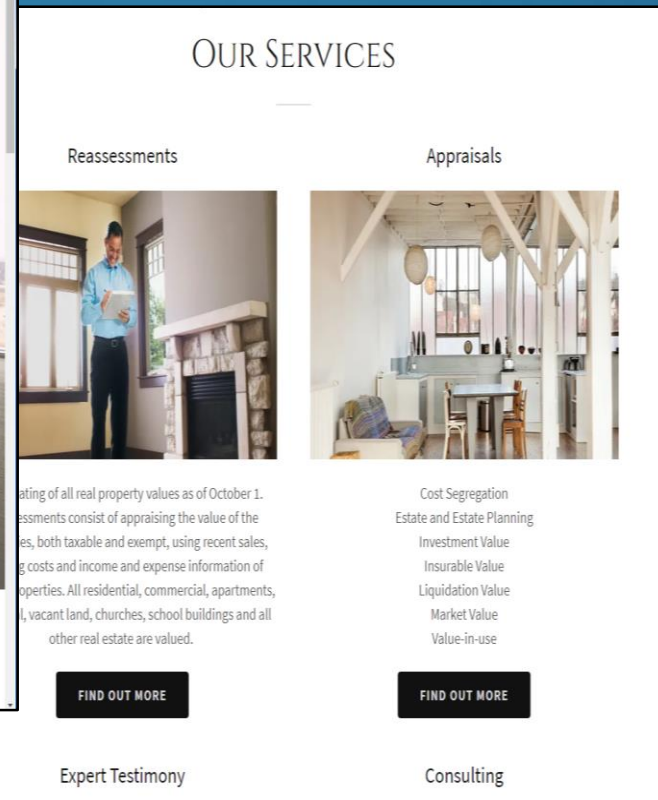 OUR SERVICES
Reassessments
Appraisals
ating of all real property values as of October 1.
essments consist of appraising the value of the
es, both taxable and exempt, using recent sales,
g costs and income and expense information of
operties. All residential, commercial, apartments,
l, vacant land, churches, school buildings and all
other real estate are valued.
FIND OUT MORE
Cost Segregation
Estate and Estate Planning
Investment Value
Insurable Value
Liquidation Value
Market Value
Value-in-use
FIND OUT MORE
Expert Testimony
Consulting